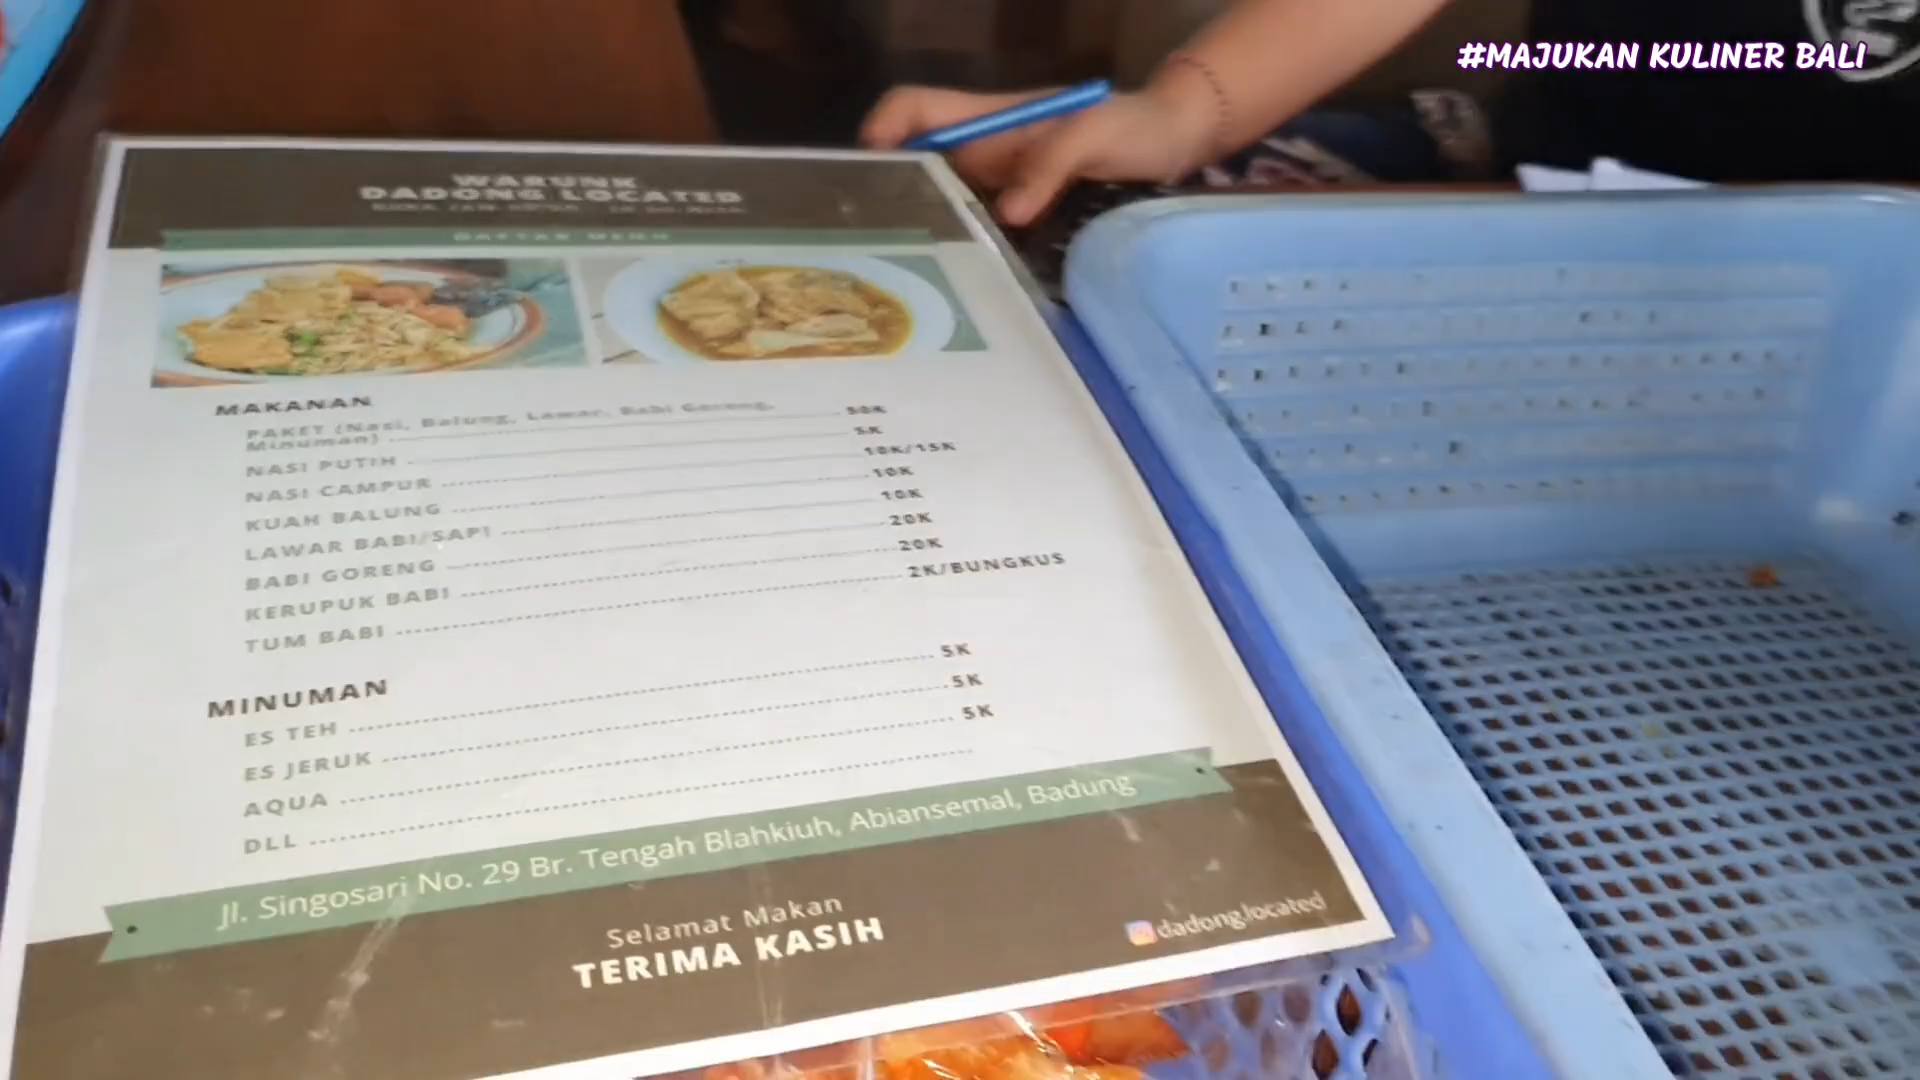 #MAJUKAN KULINER BALI
WARUNK
DADONG LOCATED
DAFTAR MENU
MAKANAN
PAKET (Nasi, Balung, Lawar, Babi Goreng,
Minuman) 50K
NASI PUTIH 5K
NASI CAMPUR 10K/15K
KUAH BALUNG 10K
LAWAR BABI/SAPI 10K
BABI GORENG 20K
KERUPUK BABI 20K
TUM BABI 2K/BUNGKUS
MINUMAN
ES TEH 5K
ES JERUK 5K
AQUA 5K
DLL
Jl. Singosari No. 29 Br. Tengah Blahkiuh, Abiansemal, Badung
Selamat Makan
TERIMA KASIH
dadong.located